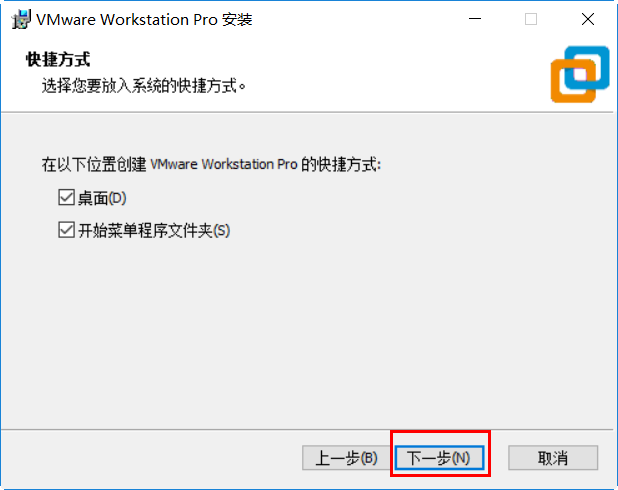 VMware Workstation Pro 安装
快捷方式
选择您要放入系统的快捷方式。
在以下位置创建 VMware Workstation Pro 的快捷方式:
桌面(D)
开始菜单程序文件夹(S)
上一步(B) 下一步(N) 取消